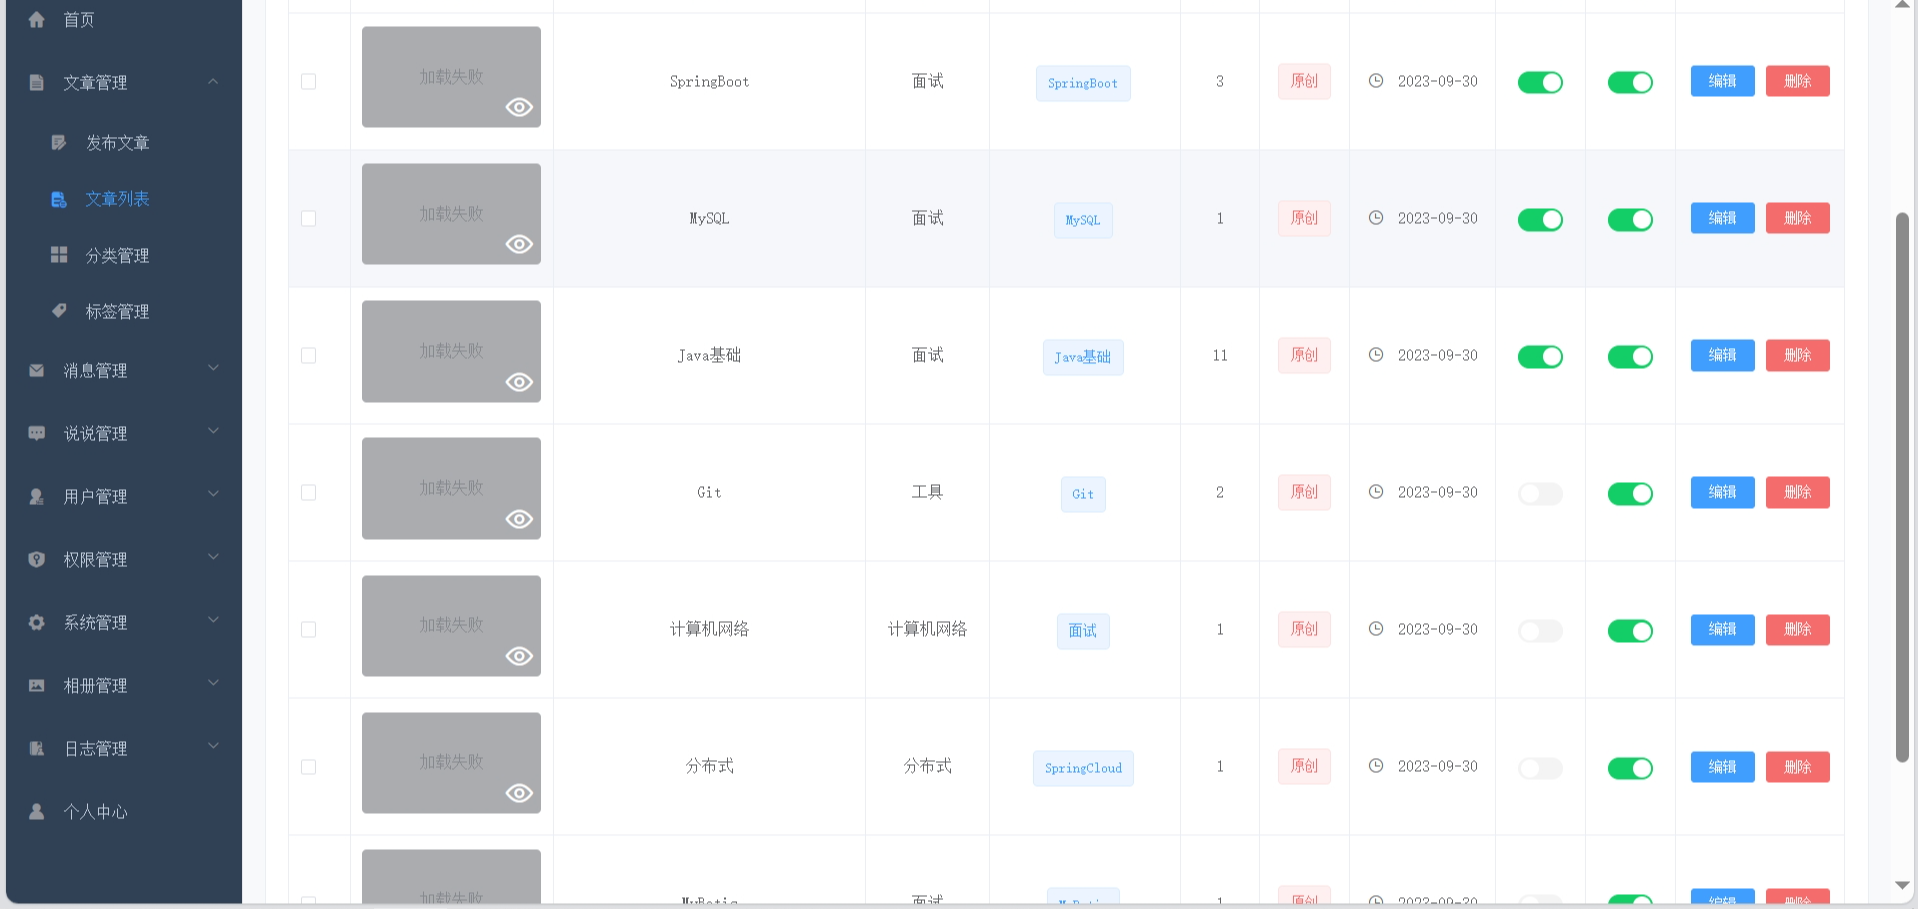 首页
文章管理
发布文章
文章列表
分类管理
标签管理
消息管理
说说管理
用户管理
权限管理
系统管理
相册管理
日志管理
个人中心
加载失败 SpringBoot 面试 SpringBoot 3 原创 2023-09-30 编辑 删除
加载失败 MySQL 面试 MySQL 1 原创 2023-09-30 编辑 删除
加载失败 Java基础 面试 Java基础 11 原创 2023-09-30 编辑 删除
加载失败 Git 工具 Git 2 原创 2023-09-30 编辑 删除
加载失败 计算机网络 计算机网络 面试 1 原创 2023-09-30 编辑 删除
加载失败 分布式 分布式 SpringCloud 1 原创 2023-09-30 编辑 删除
加载失败 MyBatis 面试 MyBatis 1 原创 2023-09-30 编辑 删除